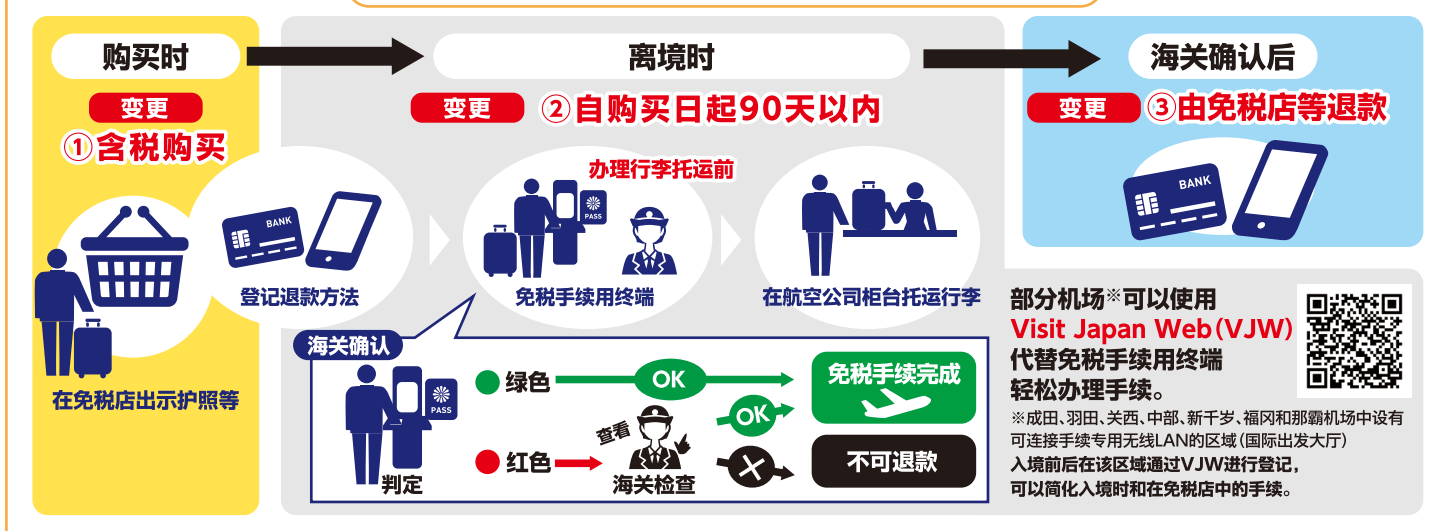 购买时
变更
①含税购买
在免税店出示护照等
BANK
登记退款方法
离境时
变更
②自购买日起90天以内
办理行李托运前
PASS
免税手续用终端
在航空公司柜台托运行李
海关确认
PASS
判定
绿色
OK
免税手续完成
红色
查看
海关检查
OK
不可退款
海关确认后
变更
③由免税店等退款
BANK
部分机场※可以使用
Visit Japan Web(VJW)
代替免税手续用终端
轻松办理手续。
※成田、羽田、关西、中部、新千岁、福冈和那霸机场中设有
可连接手续专用无线LAN的区域(国际出发大厅)
入境前后在该区域通过VJW进行登记，
可以简化入境时和在免税店中的手续。